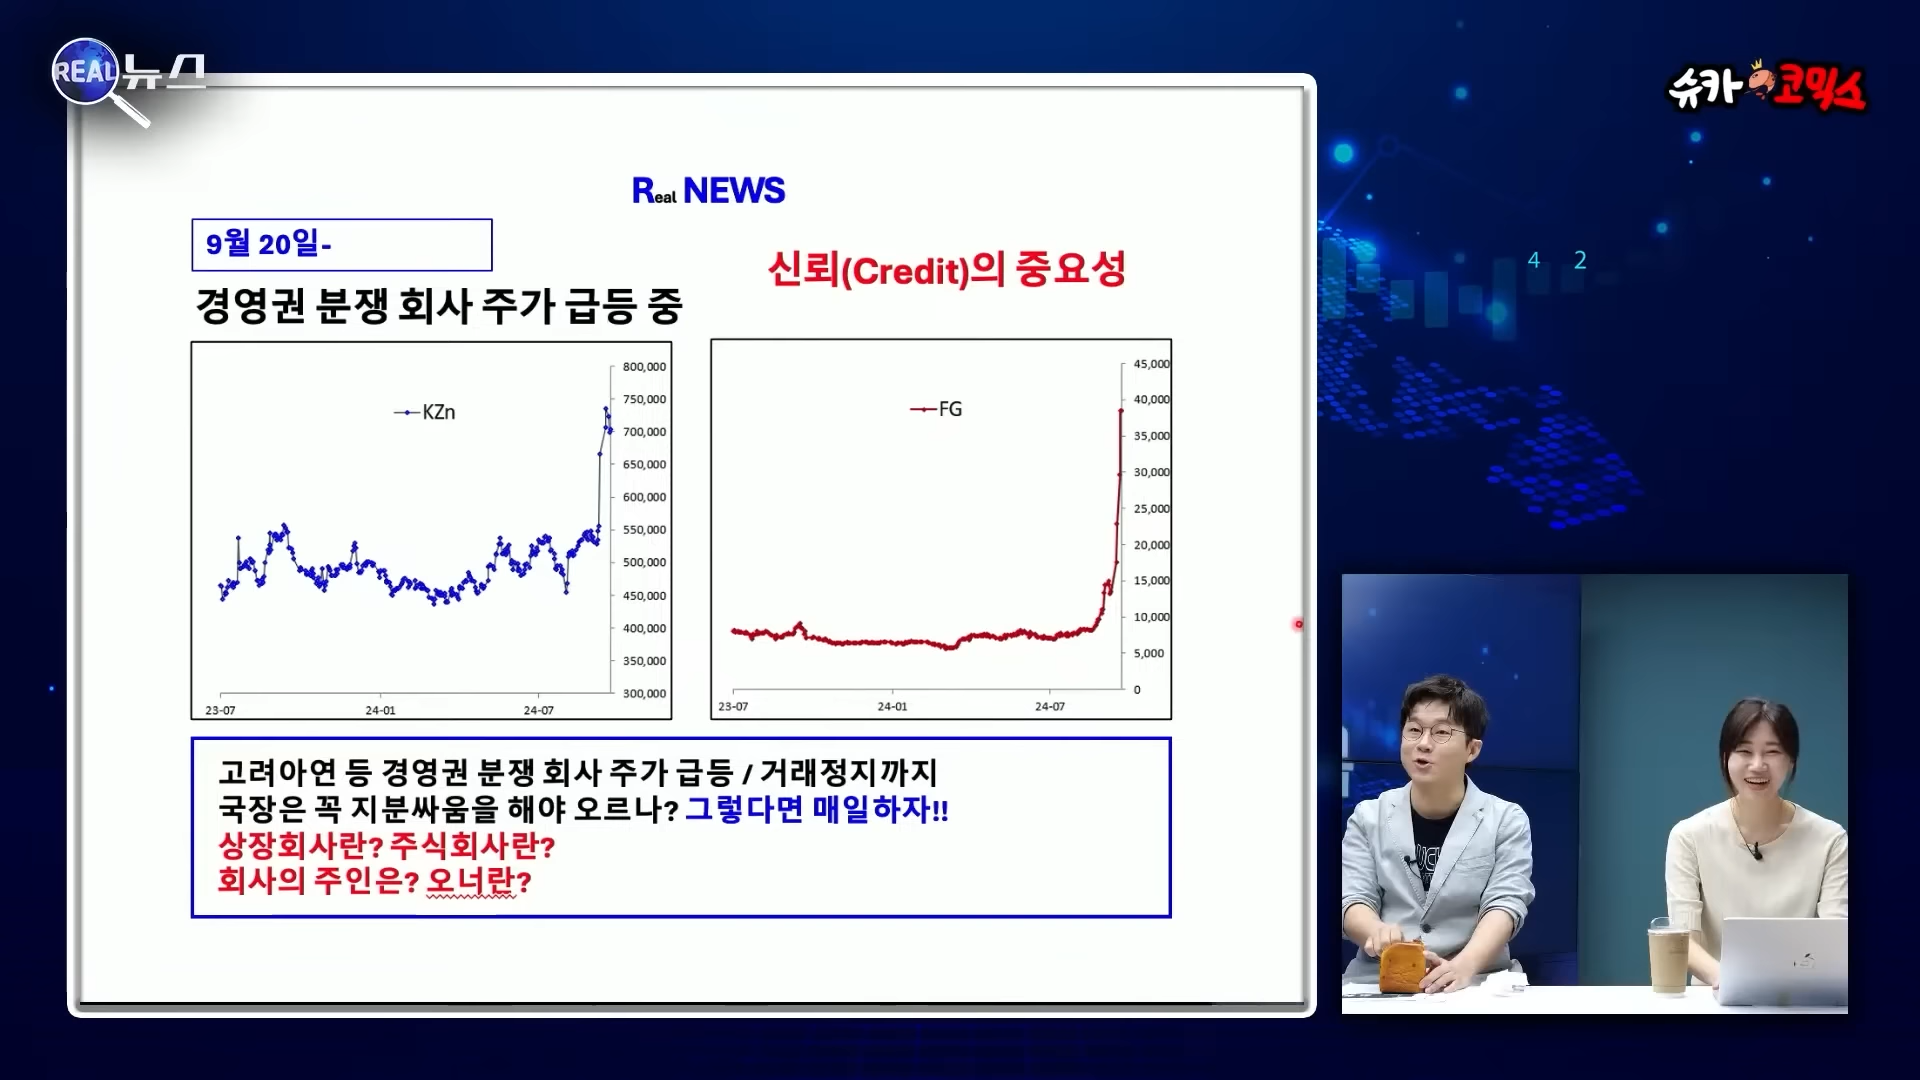 REAL뉴스
슈카코믹스
Real NEWS
9월 20일-
신뢰(Credit)의 중요성
경영권 분쟁 회사 주가 급등 중
KZn
800,000
750,000
700,000
650,000
600,000
550,000
500,000
450,000
400,000
350,000
300,000
23-07 24-01 24-07
FG
45,000
40,000
35,000
30,000
25,000
20,000
15,000
10,000
5,000
0
23-07 24-01 24-07
고려아연 등 경영권 분쟁 회사 주가 급등 / 거래정지까지
국장은 꼭 지분싸움을 해야 오르나? 그렇다면 매일하자!!
상장회사란? 주식회사란?
회사의 주인은? 오너란?
4 2